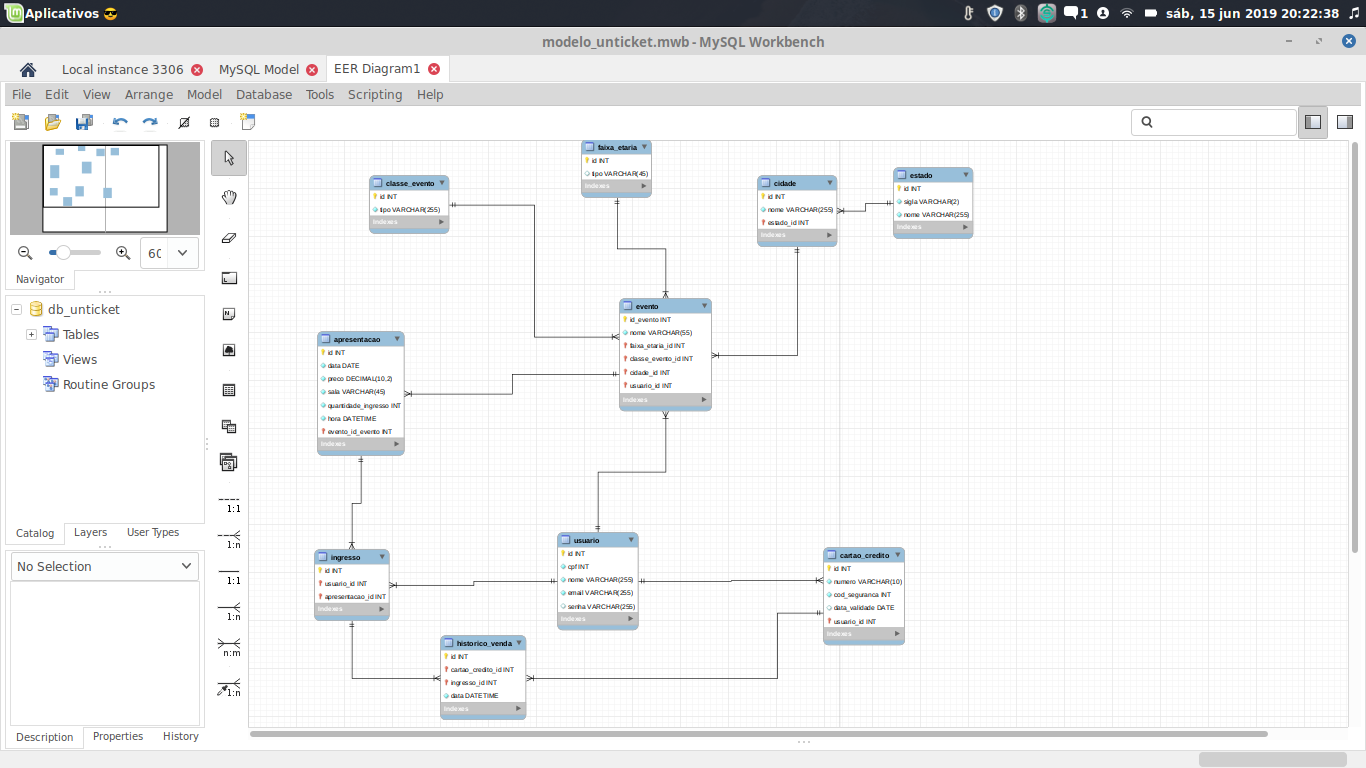 Aplicativos
1
sáb, 15 jun 2019 20:22:38
modelo_unticket.mwb - MySQL Workbench
Local instance 3306
MySQL Model
EER Diagram1
File Edit View Arrange Model Database Tools Scripting Help
60
Navigator
db_unticket
Tables
Views
Routine Groups
Catalog Layers User Types
No Selection
Description Properties History
1:1
1:n
1:1
1:n
n:m
1:n
faixa_etaria
id INT
tipo VARCHAR(45)
Indexes
classe_evento
id INT
tipo VARCHAR(255)
Indexes
cidade
id INT
nome VARCHAR(255)
estado_id INT
Indexes
estado
id INT
sigla VARCHAR(2)
nome VARCHAR(255)
Indexes
evento
id_evento INT
nome VARCHAR(55)
faixa_etaria_id INT
classe_evento_id INT
cidade_id INT
usuario_id INT
Indexes
apresentacao
id INT
data DATE
preco DECIMAL(10,2)
sala VARCHAR(45)
quantidade_ingresso INT
hora DATETIME
evento_id_evento INT
Indexes
ingresso
id INT
usuario_id INT
apresentacao_id INT
Indexes
usuario
id INT
cpf INT
nome VARCHAR(255)
email VARCHAR(255)
senha VARCHAR(255)
Indexes
cartao_credito
id INT
numero VARCHAR(10)
cod_seguranca INT
data_validade DATE
usuario_id INT
Indexes
historico_venda
id INT
cartao_credito_id INT
ingresso_id INT
data DATETIME
Indexes